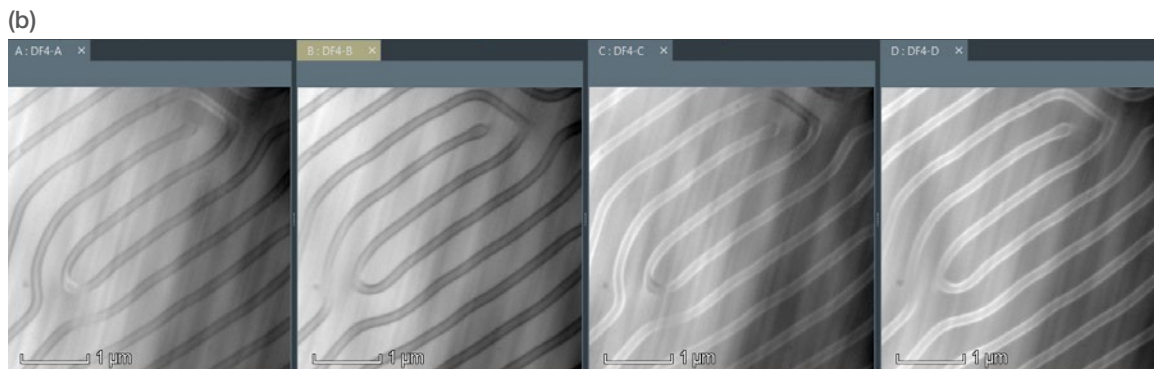 (b)
A : DF4-A ×
B : DF4-B ×
C : DF4-C ×
D : DF4-D ×
1 μm
1 μm
1 μm
1 μm